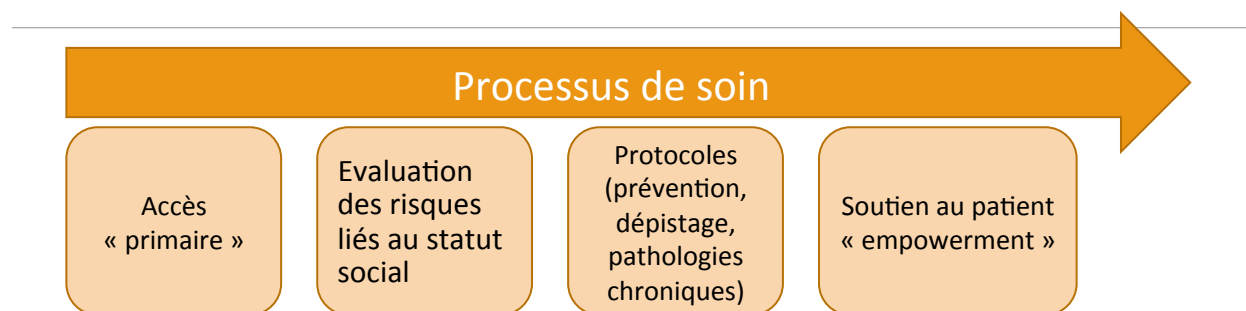 Processus de soin
Accès
« primaire »
Evaluation
des risques
liés au statut
social
Protocoles
(prévention,
dépistage,
pathologies
chroniques)
Soutien au patient
« empowerment »